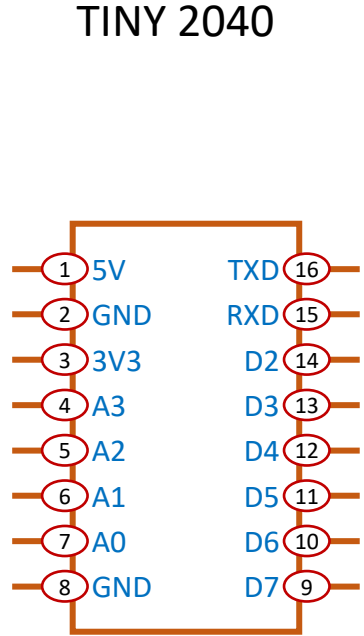 TINY 2040
1 5V TXD 16
2 GND RXD 15
3 3V3 D2 14
4 A3 D3 13
5 A2 D4 12
6 A1 D5 11
7 A0 D6 10
8 GND D7 9